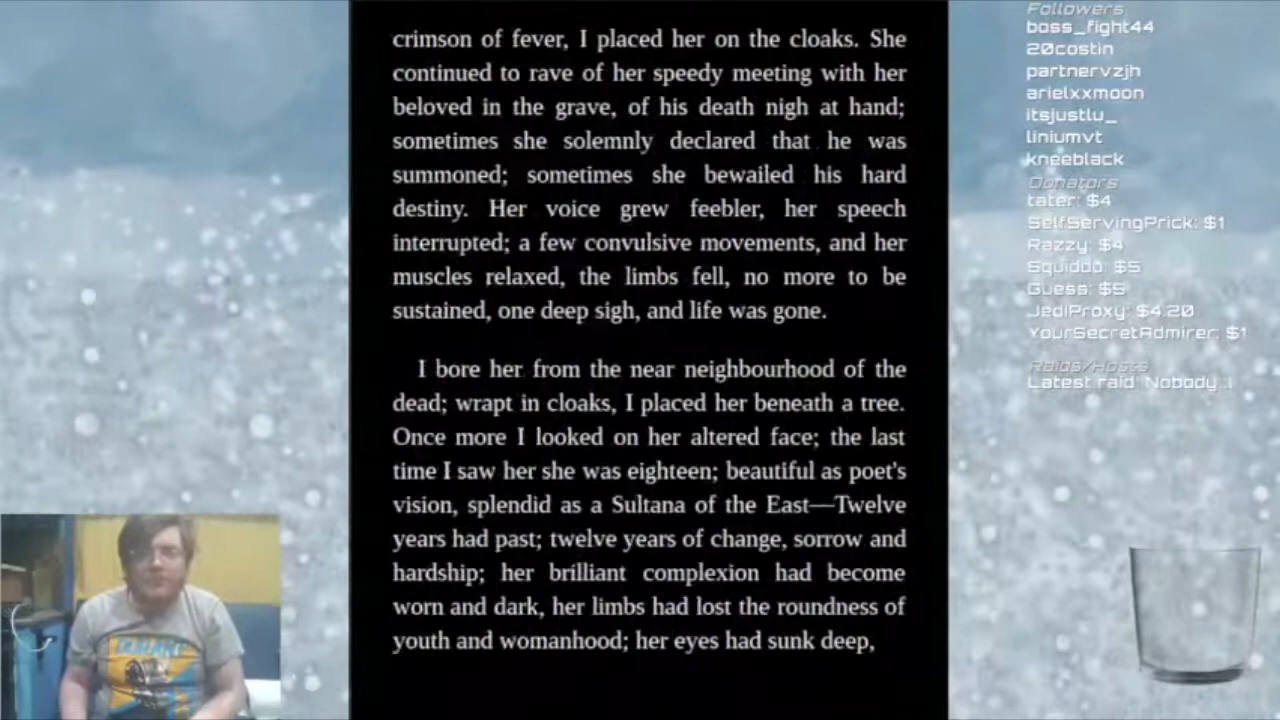 crimson of fever, I placed her on the cloaks. She
continued to rave of her speedy meeting with her
beloved in the grave, of his death nigh at hand;
sometimes she solemnly declared that he was
summoned; sometimes she bewailed his hard
destiny. Her voice grew feebler, her speech
interrupted; a few convulsive movements, and her
muscles relaxed, the limbs fell, no more to be
sustained, one deep sigh, and life was gone.
I bore her from the near neighbourhood of the
dead; wrapt in cloaks, I placed her beneath a tree.
Once more I looked on her altered face; the last
time I saw her she was eighteen; beautiful as poet's
vision, splendid as a Sultana of the East—Twelve
years had past; twelve years of change, sorrow and
hardship; her brilliant complexion had become
worn and dark, her limbs had lost the roundness of
youth and womanhood; her eyes had sunk deep,
Followers
boss_fight44
20costin
partnervzjh
arielxxmoon
itsjustlu_
liniumvt
kneeblack
Donators
tater: $4
SelfServingPrick: $1
Razzy: $4
Squidoo: $5
Guess: $5
JediProxy: $4.20
YourSecretAdmirer: $1
Raids/Hosts
Latest raid: Nobody :(